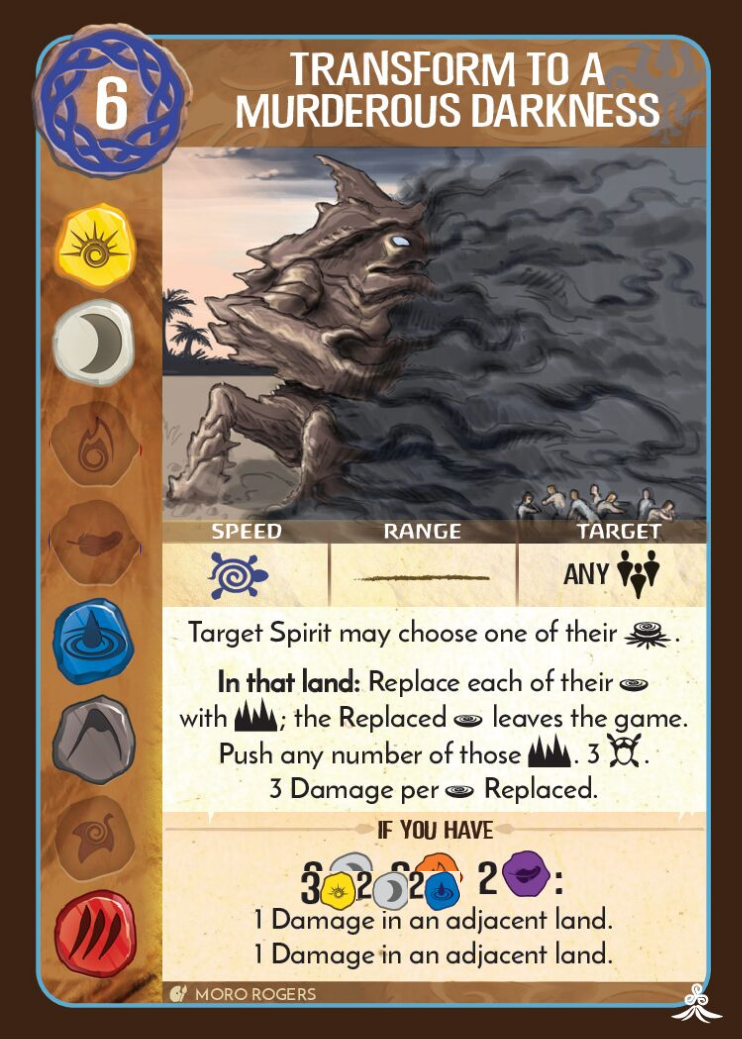 6
TRANSFORM TO A
MURDEROUS DARKNESS
SPEED RANGE TARGET
ANY
Target Spirit may choose one of their .
In that land: Replace each of their
with ; the Replaced leaves the game.
Push any number of those . 3 .
3 Damage per Replaced.
IF YOU HAVE
3 2 2 2 :
1 Damage in an adjacent land.
1 Damage in an adjacent land.
MORO ROGERS